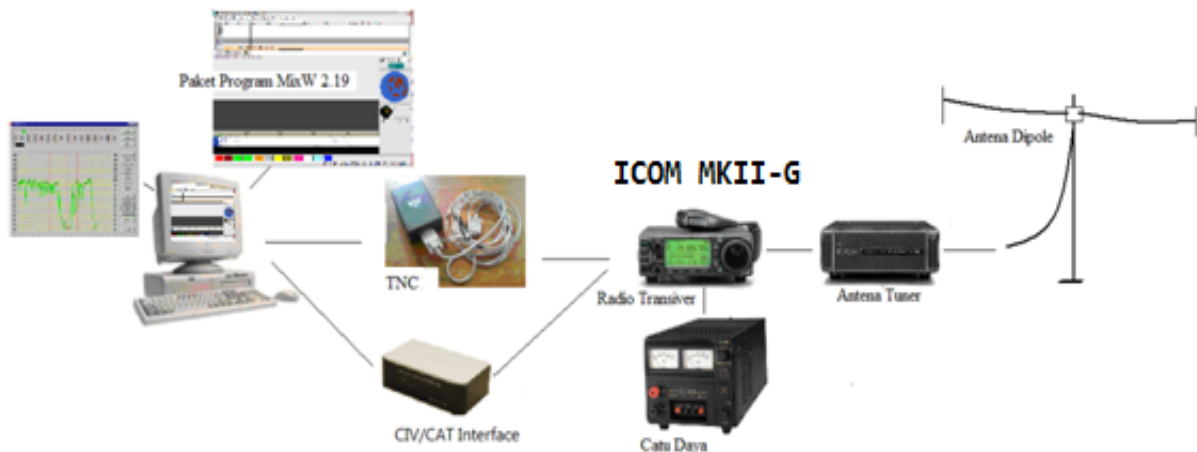 Paket Program MixW 2.19
Antena Dipole
ICOM MKII-G
TNC
Radio Transiver
Antena Tuner
CIV/CAT Interface
Catu Daya